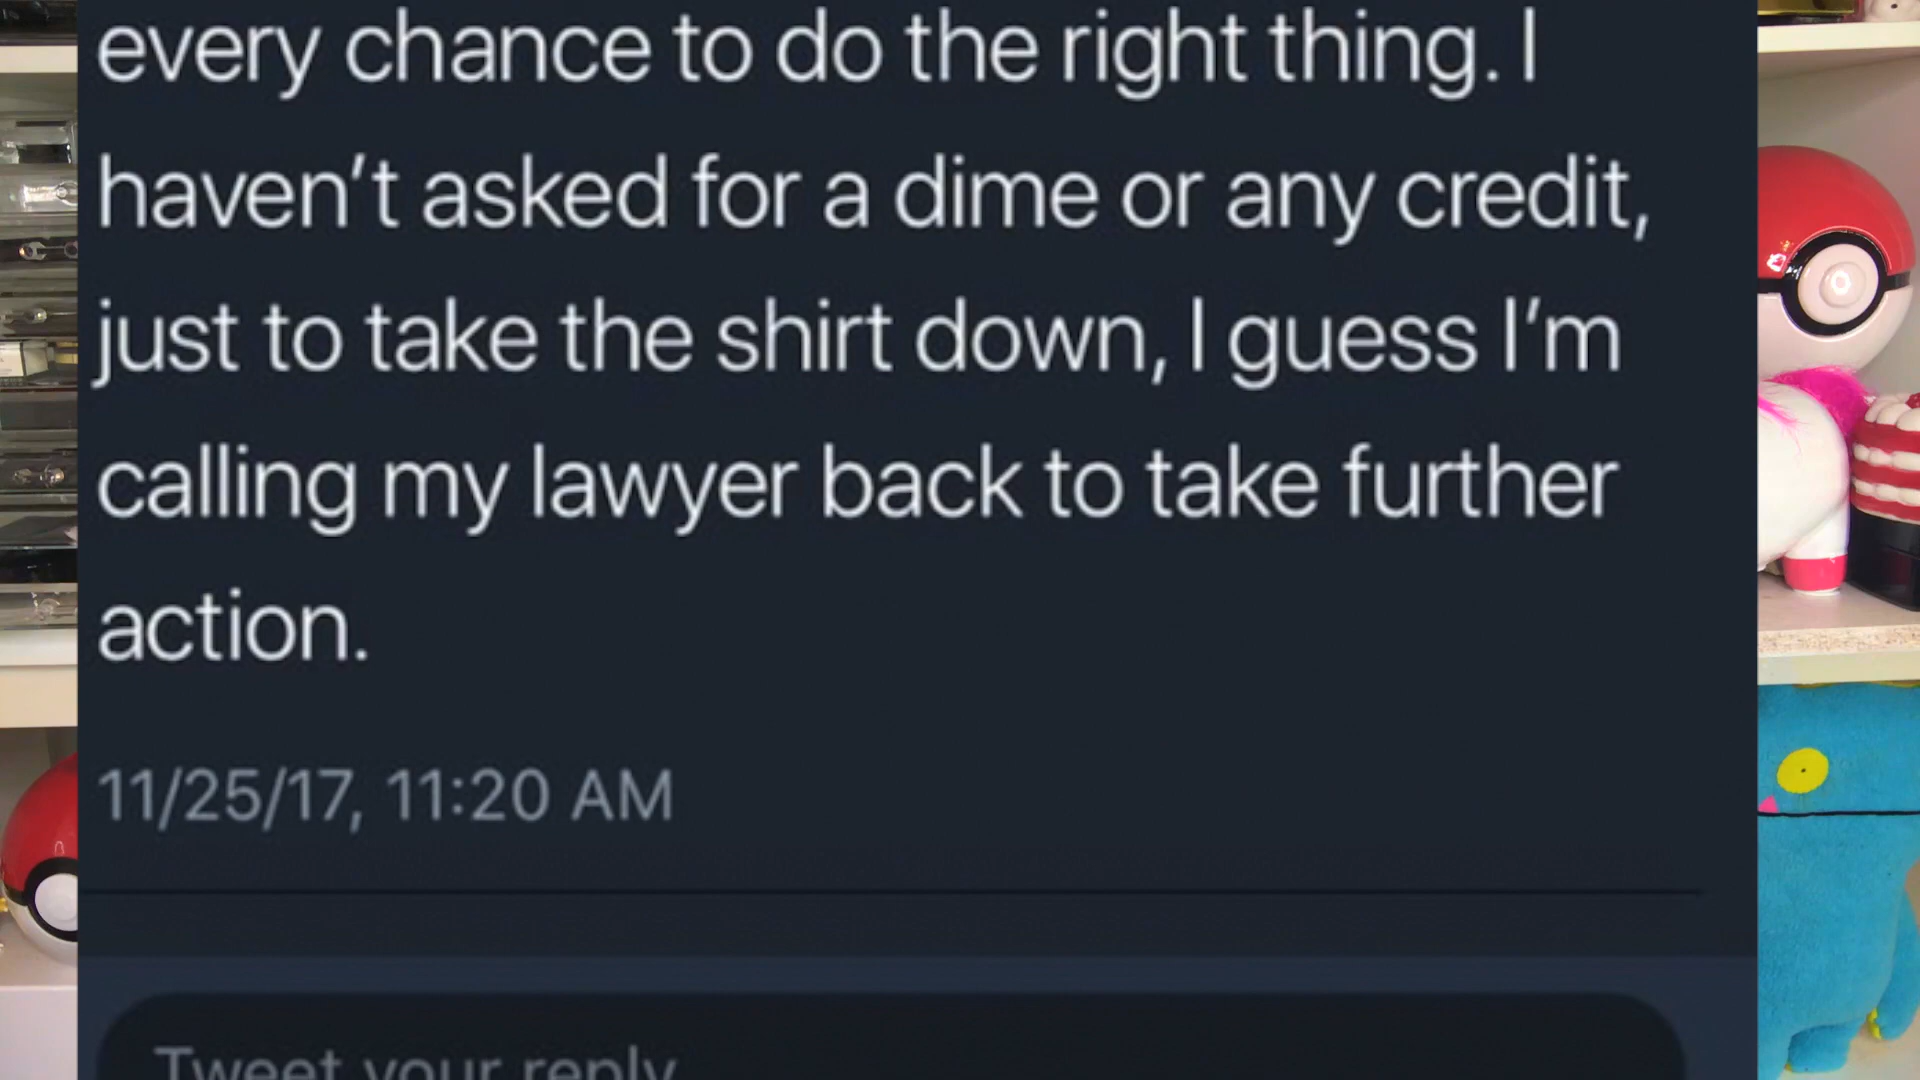 every chance to do the right thing. I
haven’t asked for a dime or any credit,
just to take the shirt down, I guess I’m
calling my lawyer back to take further
action.
11/25/17, 11:20 AM
Tweet your reply